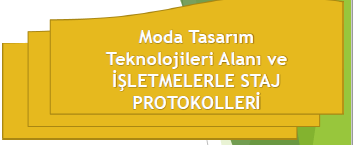 Moda Tasarım
Teknolojileri Alanı ve
İŞLETMELERLE STAJ
PROTOKOLLERİ